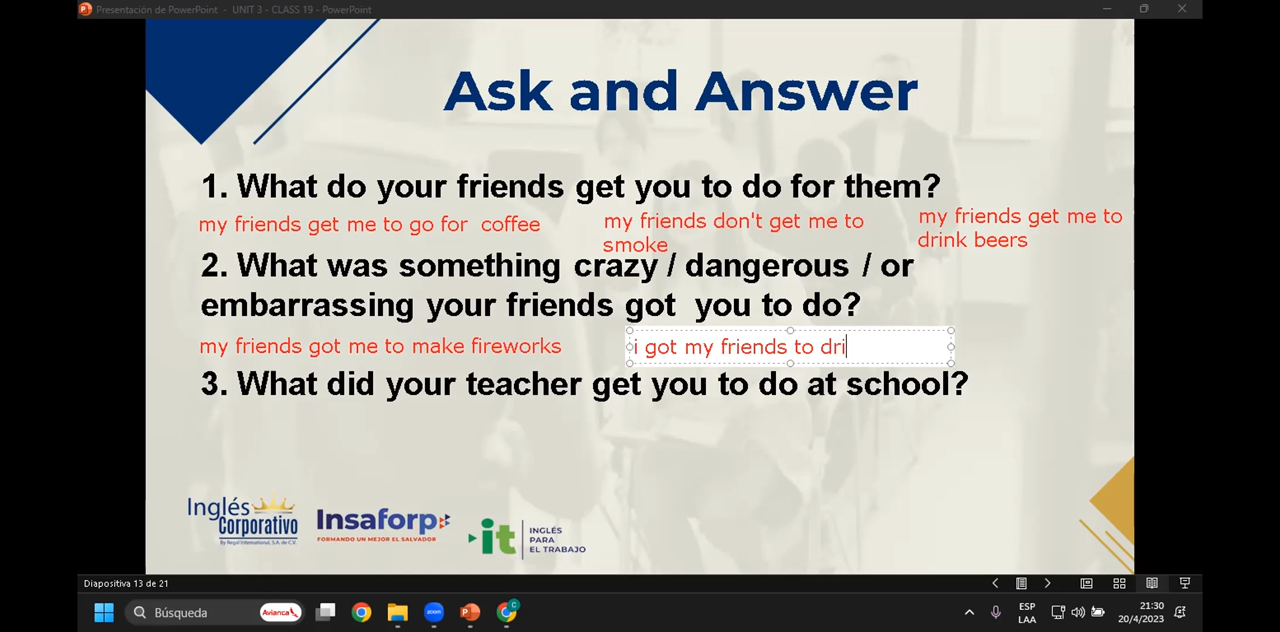 Presentación de PowerPoint - UNIT 3 - CLASS 19 - PowerPoint
Ask and Answer
1. What do your friends get you to do for them?
my friends get me to go for coffee
my friends don't get me to
smoke
my friends get me to
drink beers
2. What was something crazy / dangerous / or
embarrassing your friends got you to do?
my friends got me to make fireworks
i got my friends to dri
3. What did your teacher get you to do at school?
Inglés
Corporativo
By Regal International, S.A. de C.V.
Insaforp
FORMANDO UN MEJOR EL SALVADOR
it
INGLÉS
PARA
EL TRABAJO
Diapositiva 13 de 21
Búsqueda
Avianca
zoom
C
ESP
LAA
21:30
20/4/2023